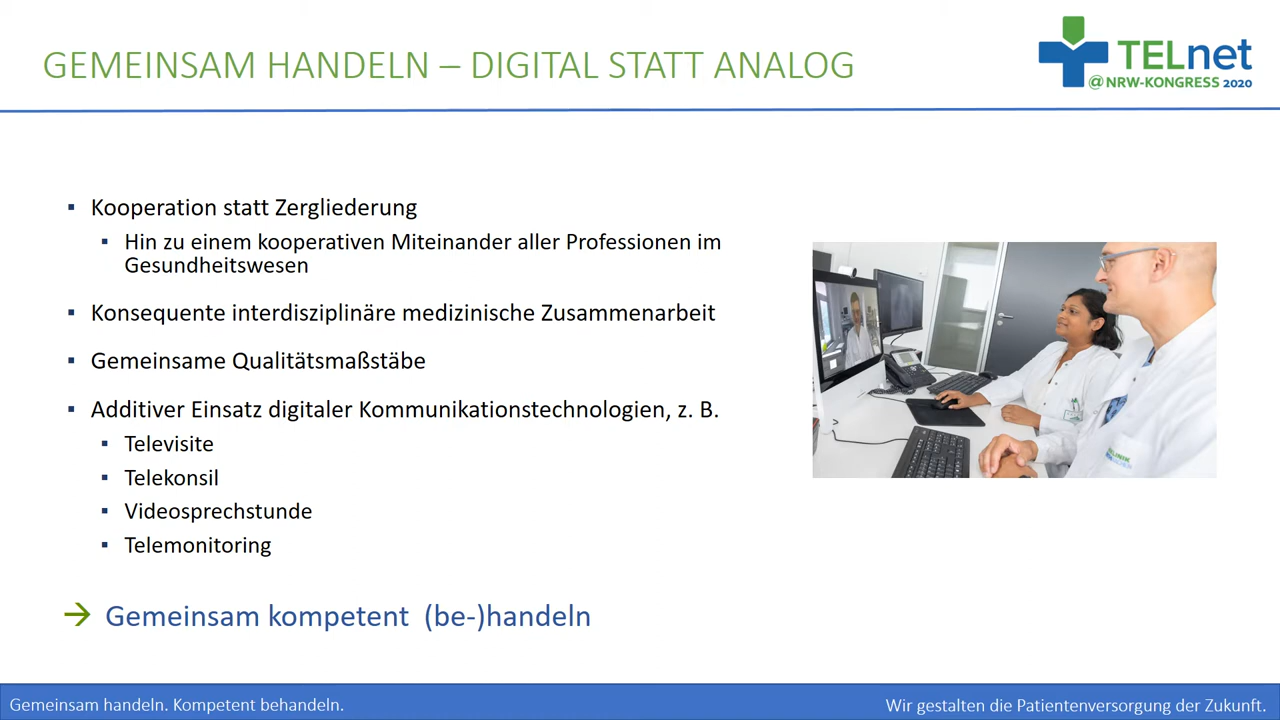 GEMEINSAM HANDELN – DIGITAL STATT ANALOG
TELnet
@NRW-KONGRESS 2020
Kooperation statt Zergliederung
Hin zu einem kooperativen Miteinander aller Professionen im
Gesundheitswesen
Konsequente interdisziplinäre medizinische Zusammenarbeit
Gemeinsame Qualitätsmaßstäbe
Additiver Einsatz digitaler Kommunikationstechnologien, z. B.
Televisite
Telekonsil
Videosprechstunde
Telemonitoring
→ Gemeinsam kompetent (be-)handeln
Gemeinsam handeln. Kompetent behandeln.
Wir gestalten die Patientenversorgung der Zukunft.